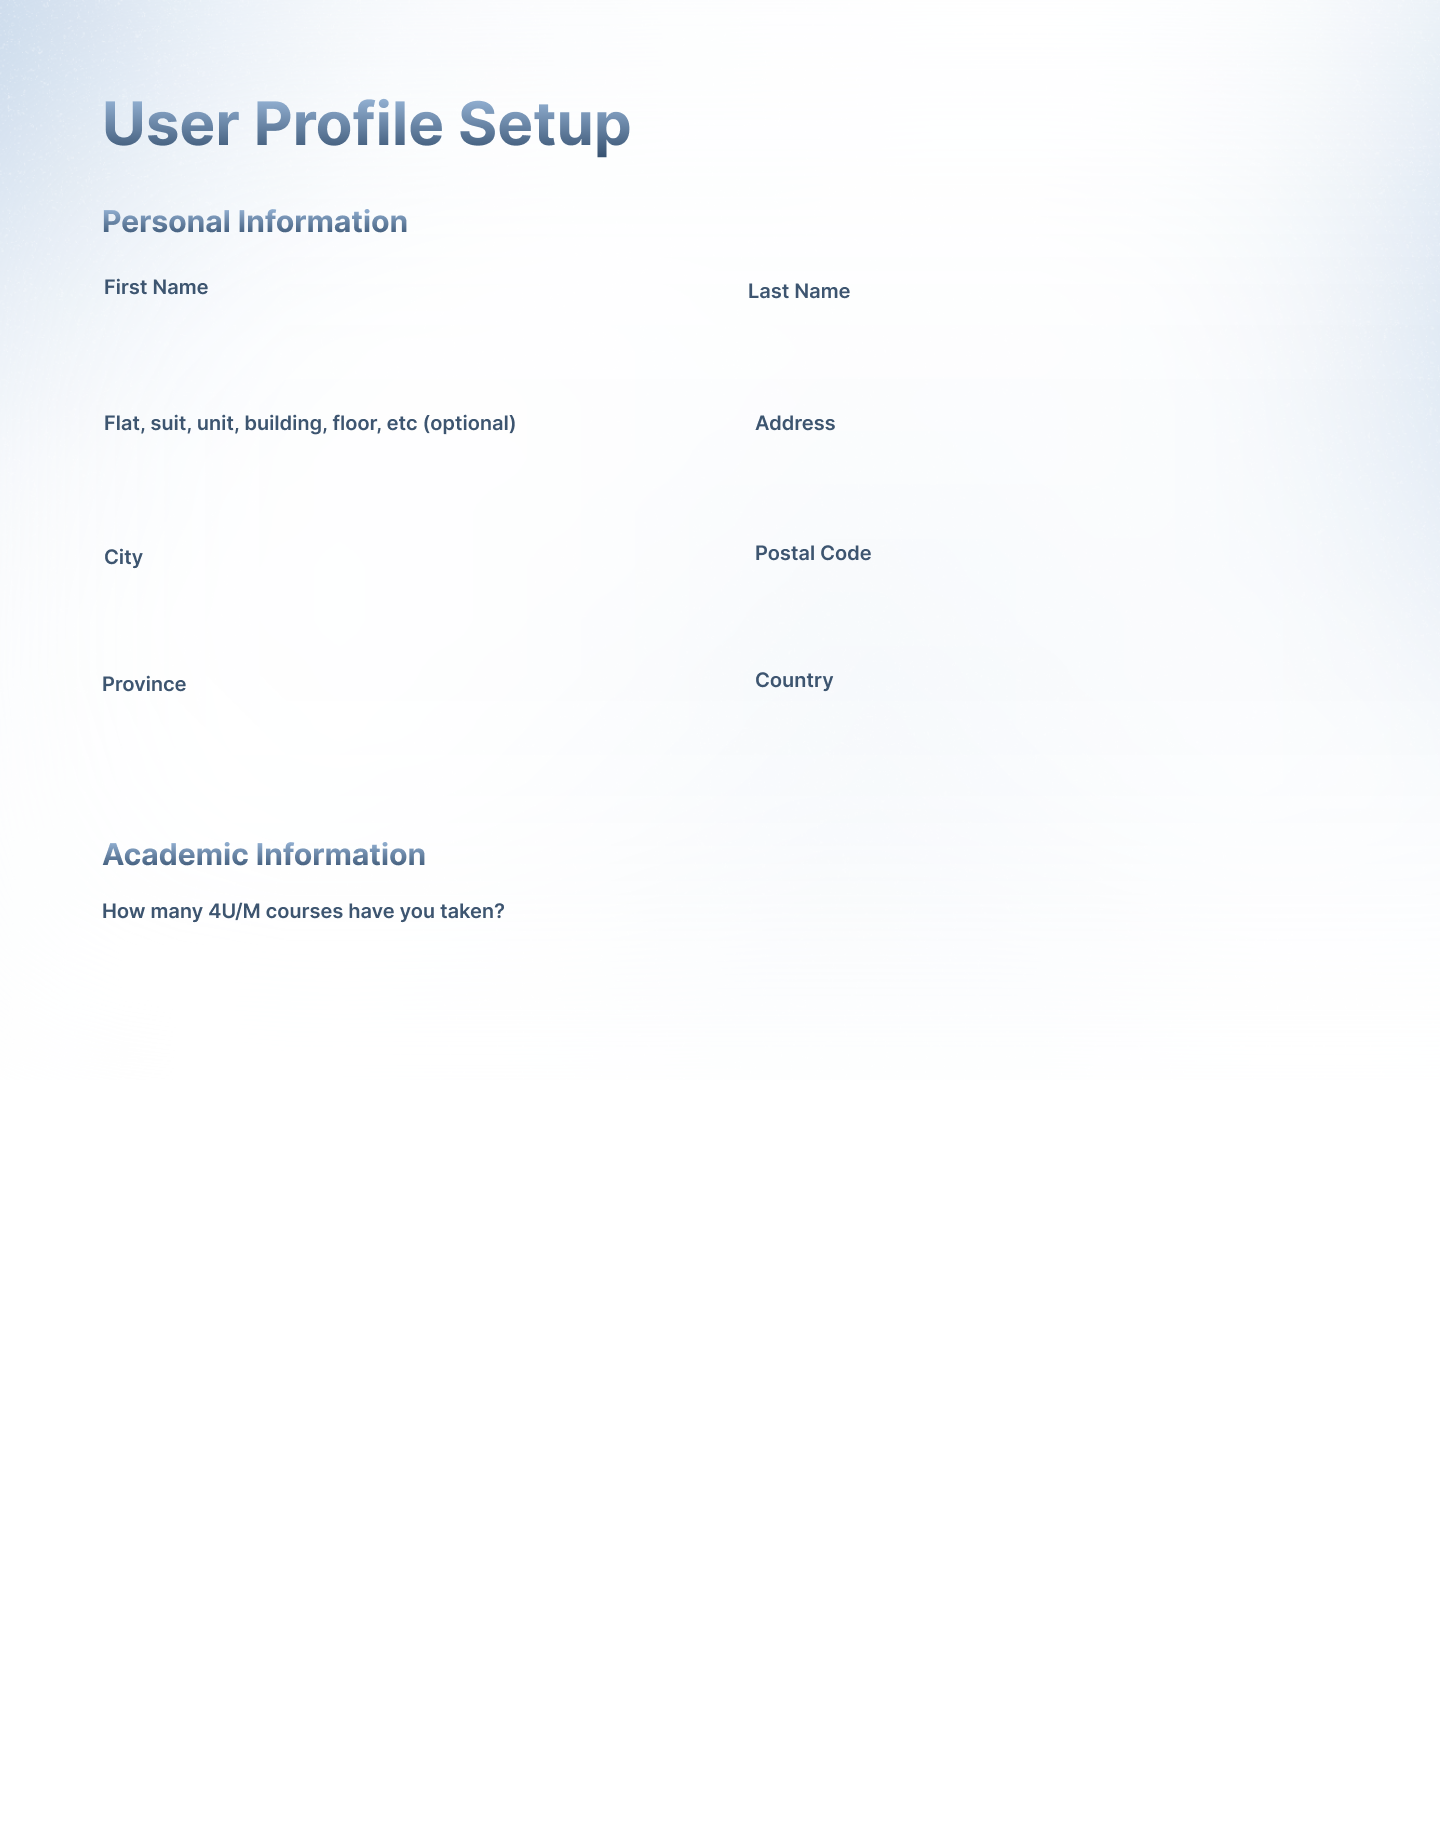 User Profile Setup
Personal Information
First Name
Last Name
Flat, suit, unit, building, floor, etc (optional)
Address
City
Postal Code
Province
Country
Academic Information
How many 4U/M courses have you taken?